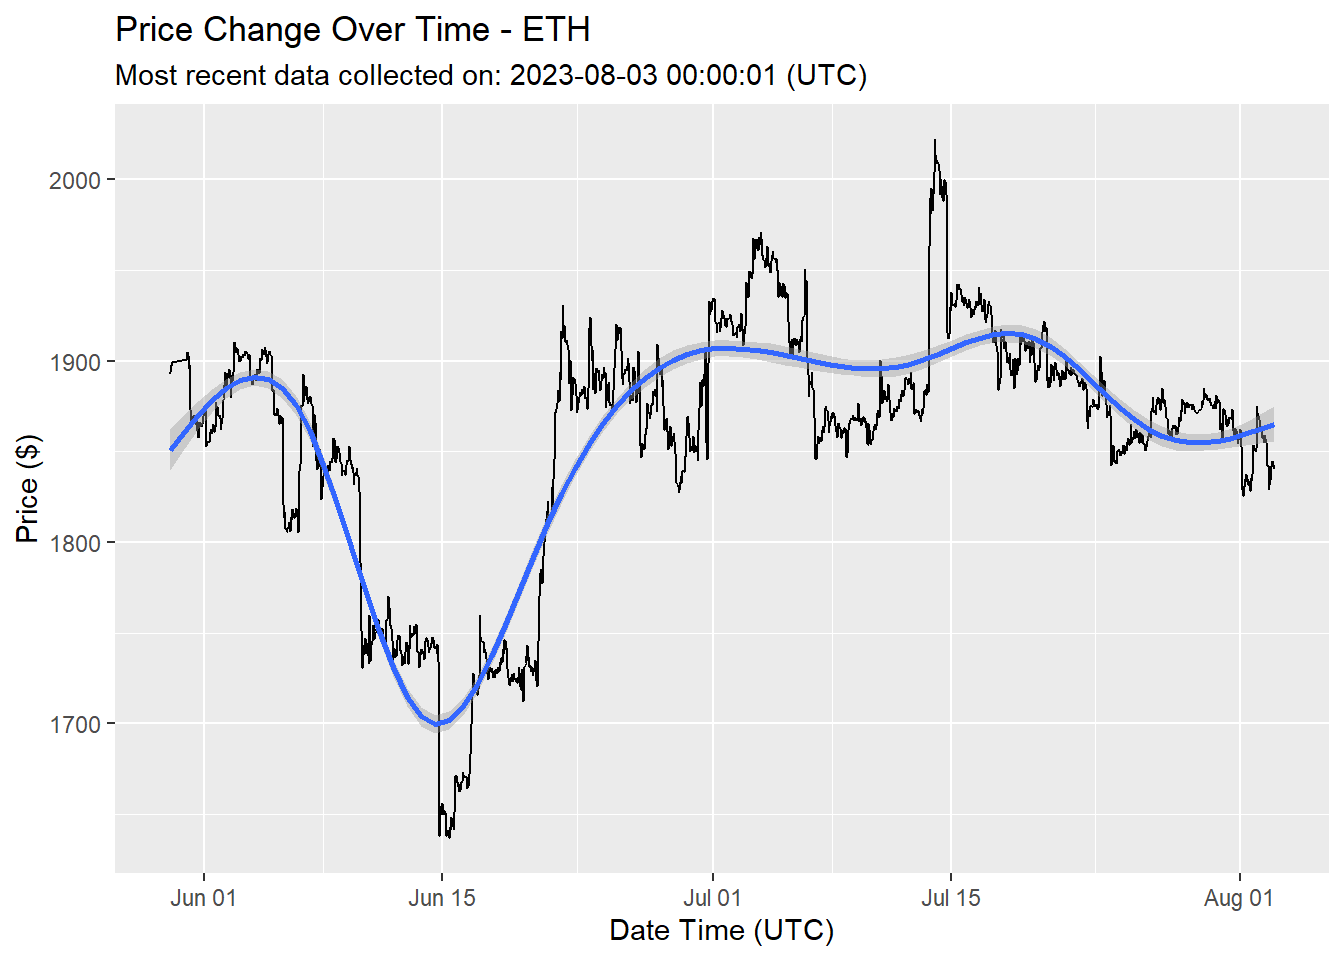 Price Change Over Time - ETH
Most recent data collected on: 2023-08-03 00:00:01 (UTC)
2000
1900
1800
1700
Price ($)
Jun 01
Jun 15
Jul 01
Jul 15
Aug 01
Date Time (UTC)